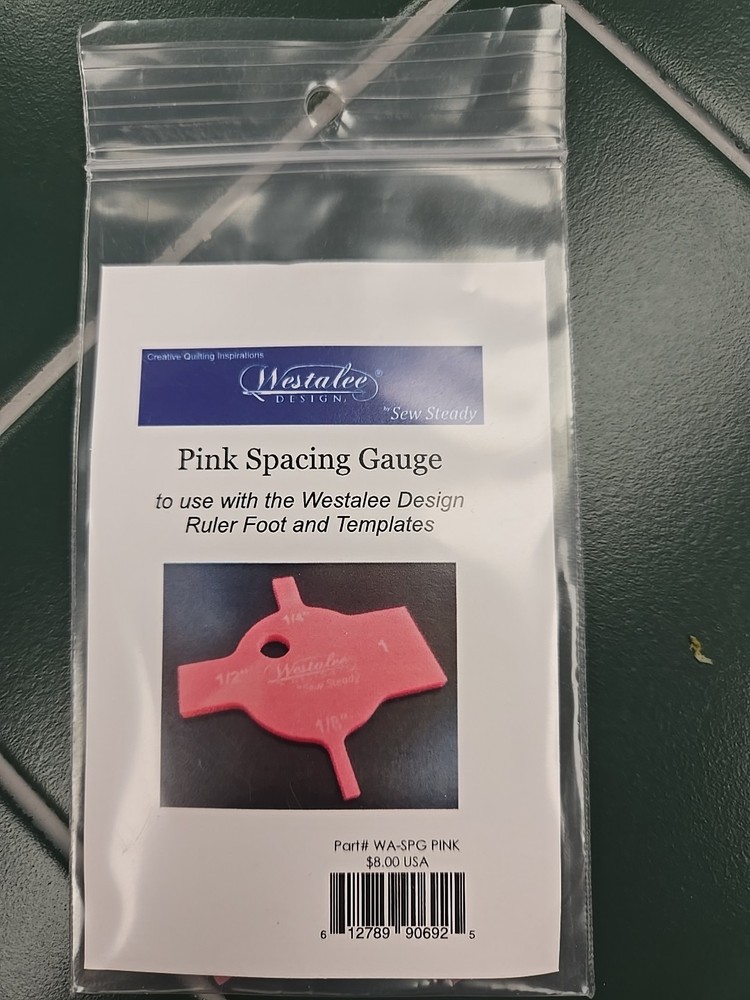 Creative Quilting Inspirations
Westalee®
DESIGN
by Sew Steady
Pink Spacing Gauge
to use with the Westalee Design
Ruler Foot and Templates
1/4"
1
1/2"
Westalee
by Sew Steady
1/8"
Part# WA-SPG PINK
$8.00 USA
6 12789 90692 5